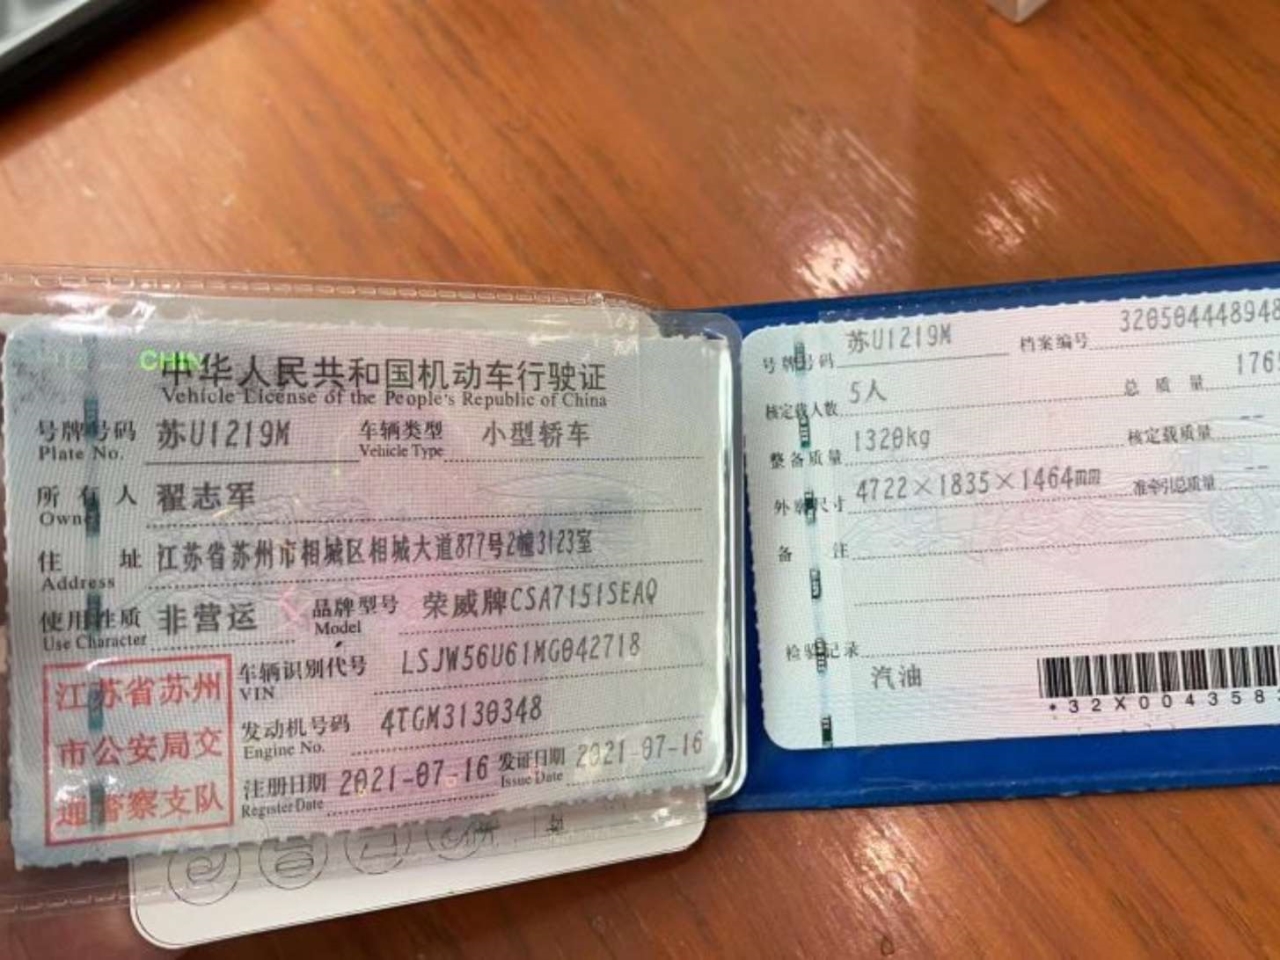 中华人民共和国机动车行驶证
Vehicle License of the People's Republic of China
号牌号码 苏U1219M 车辆类型 小型轿车
Plate No. Vehicle Type
所有人 翟志军
Owner
住址 江苏省苏州市相城区相城大道877号2幢3123室
Address
使用性质 非营运 品牌型号 荣威牌CSA7151SEAQ
Use Character Model
车辆识别代号 LSJW56U61MG042718
VIN
发动机号码 4TGM3130348
Engine No.
注册日期 2021-07-16 发证日期 2021-07-16
Register Date Issue Date
江苏省苏州
市公安局交
通警察支队
号牌号码 苏U1219M 档案编号 320504448948
核定载人数 5人 总质量 176
整备质量 1320kg 核定载质量 --
外廓尺寸 4722×1835×1464mm 准牵引总质量 --
备注
检验记录
汽油
*32X004358